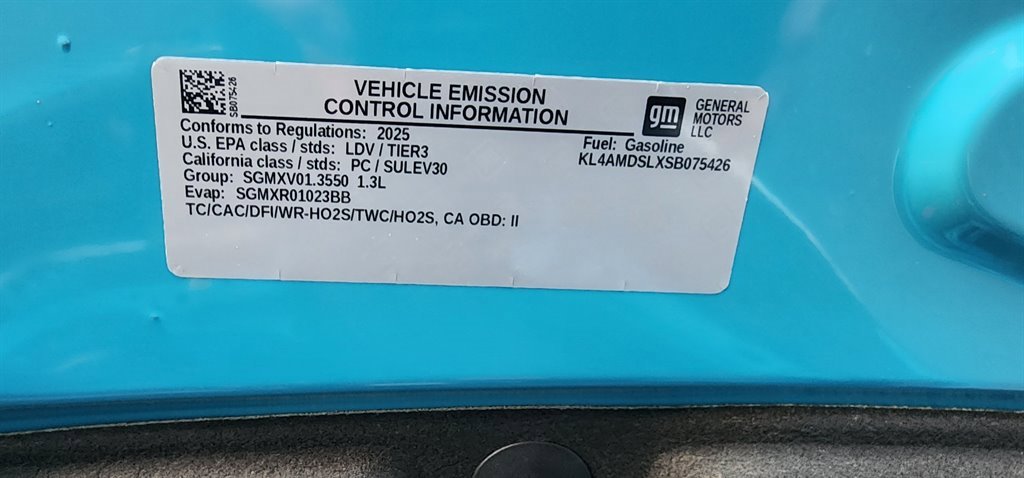 SB075426
VEHICLE EMISSION
CONTROL INFORMATION
gm
GENERAL
MOTORS
LLC
Conforms to Regulations: 2025
U.S. EPA class / stds: LDV / TIER3
California class / stds: PC / SULEV30
Group: SGMXV01.3550 1.3L
Evap: SGMXR01023BB
TC/CAC/DFI/WR-HO2S/TWC/HO2S, CA OBD: II
Fuel: Gasoline
KL4AMDSLXSB075426